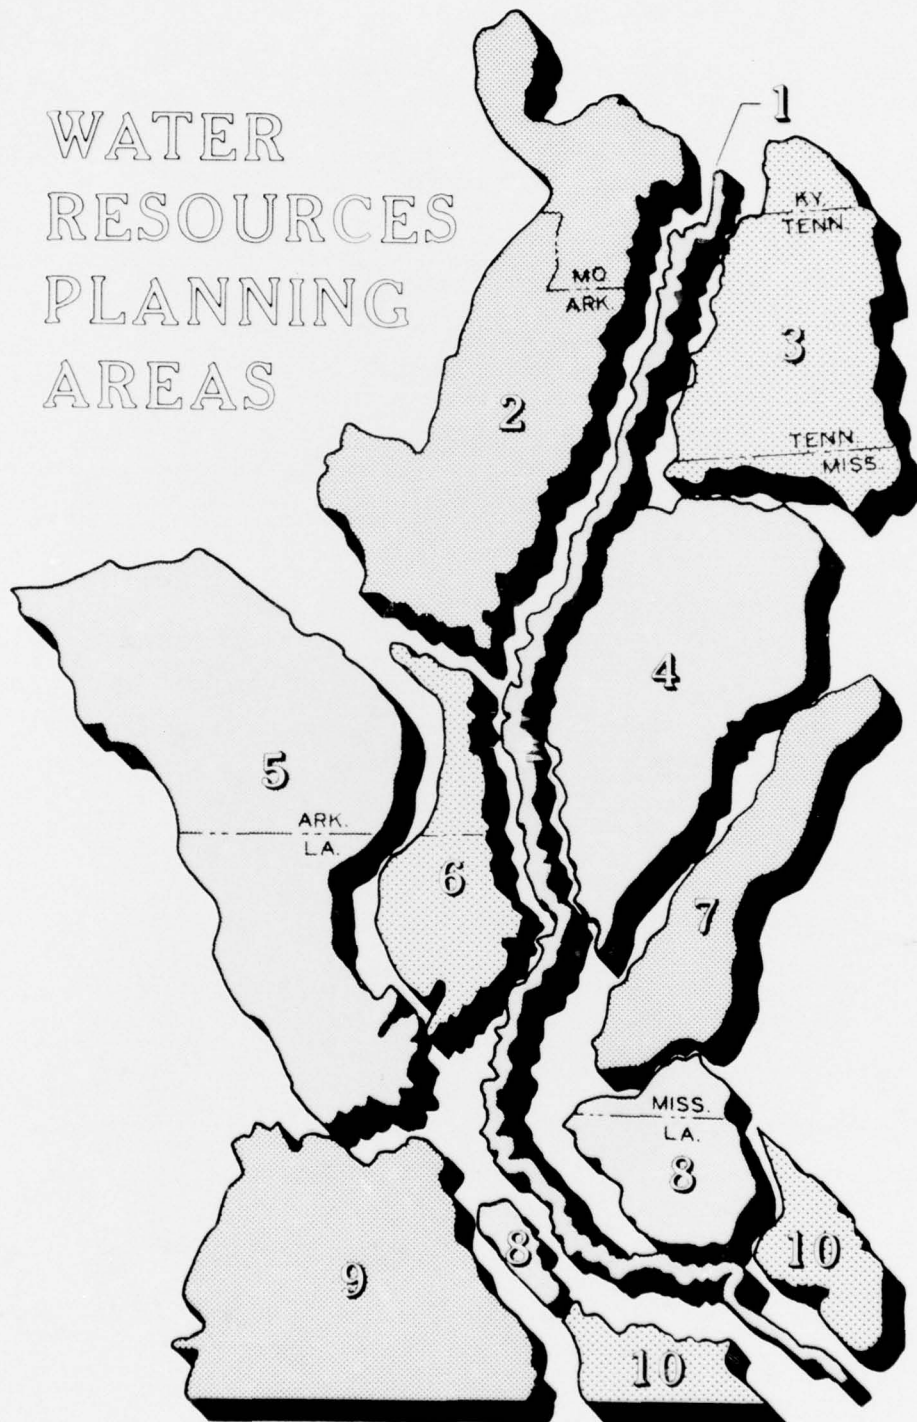 WATER
RESOURCES
PLANNING
AREAS
1
KY.
TENN.
MO
ARK.
3
2
TENN.
MISS.
4
5
ARK.
LA.
6
7
MISS.
LA.
8
8
10
9
10